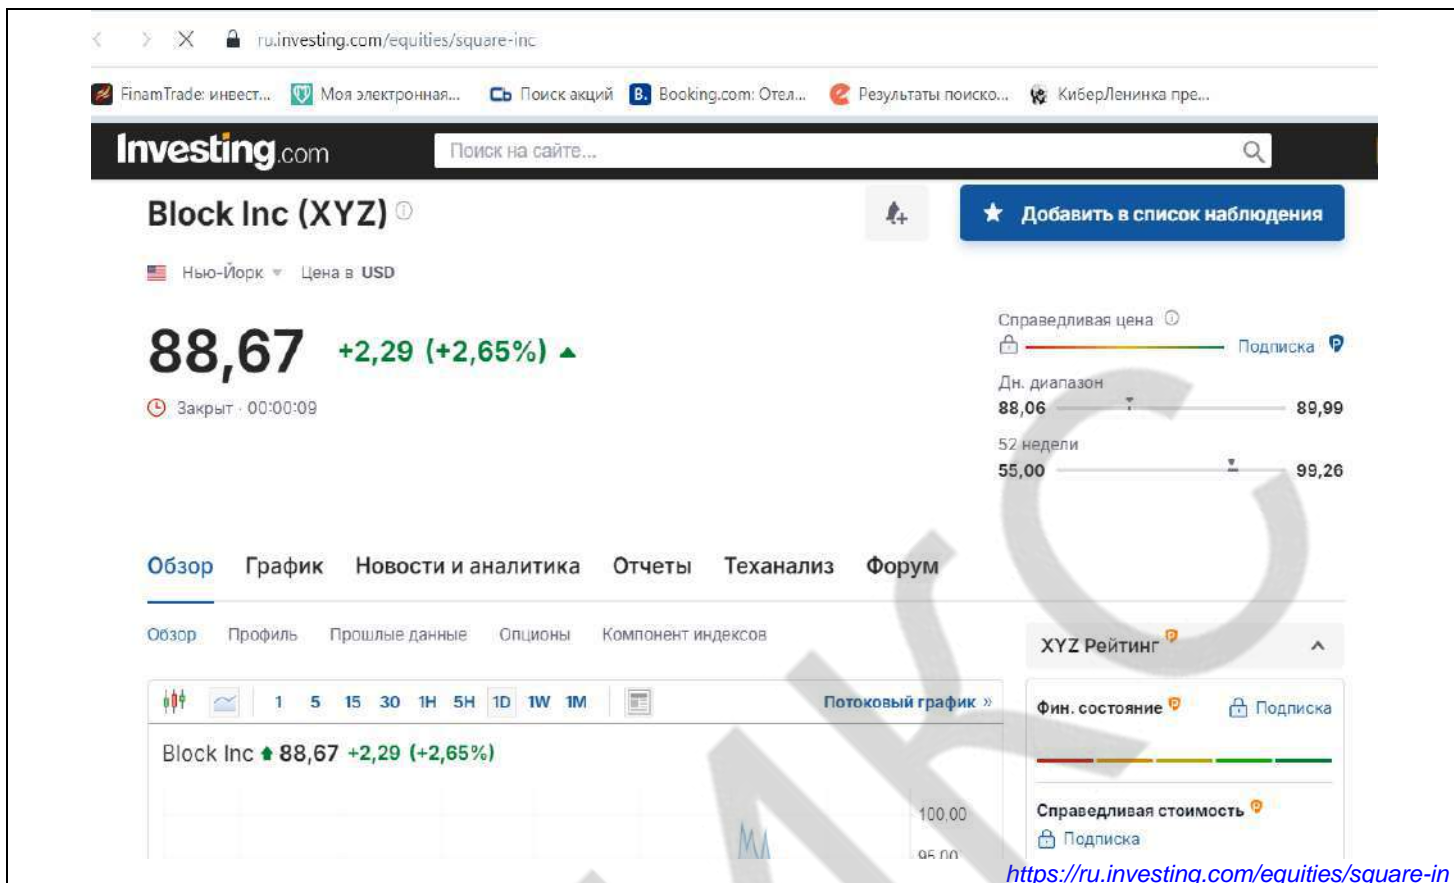 ru.investing.com/equities/square-inc
FinamTrade: инвест... Моя электронная... Сь Поиск акций B. Booking.com: Отел... Результаты поиско... КиберЛенинка пре...
Investing.com Поиск на сайте...
Block Inc (XYZ)
Добавить в список наблюдения
Нью-Йорк Цена в USD
88,67 +2,29 (+2,65%)
Закрыт · 00:00:09
Справедливая цена
Подписка
Дн. диапазон
88,06 89,99
52 недели
55,00 99,26
Обзор График Новости и аналитика Отчеты Теханализ Форум
Обзор Профиль Прошлые данные Опционы Компонент индексов
XYZ Рейтинг
1 5 15 30 1H 5H 1D 1W 1M Потоковый график »
Фин. состояние Подписка
Block Inc 88,67 +2,29 (+2,65%)
100,00
95,00
Справедливая стоимость
Подписка
https://ru.investing.com/equities/square-in
МКС